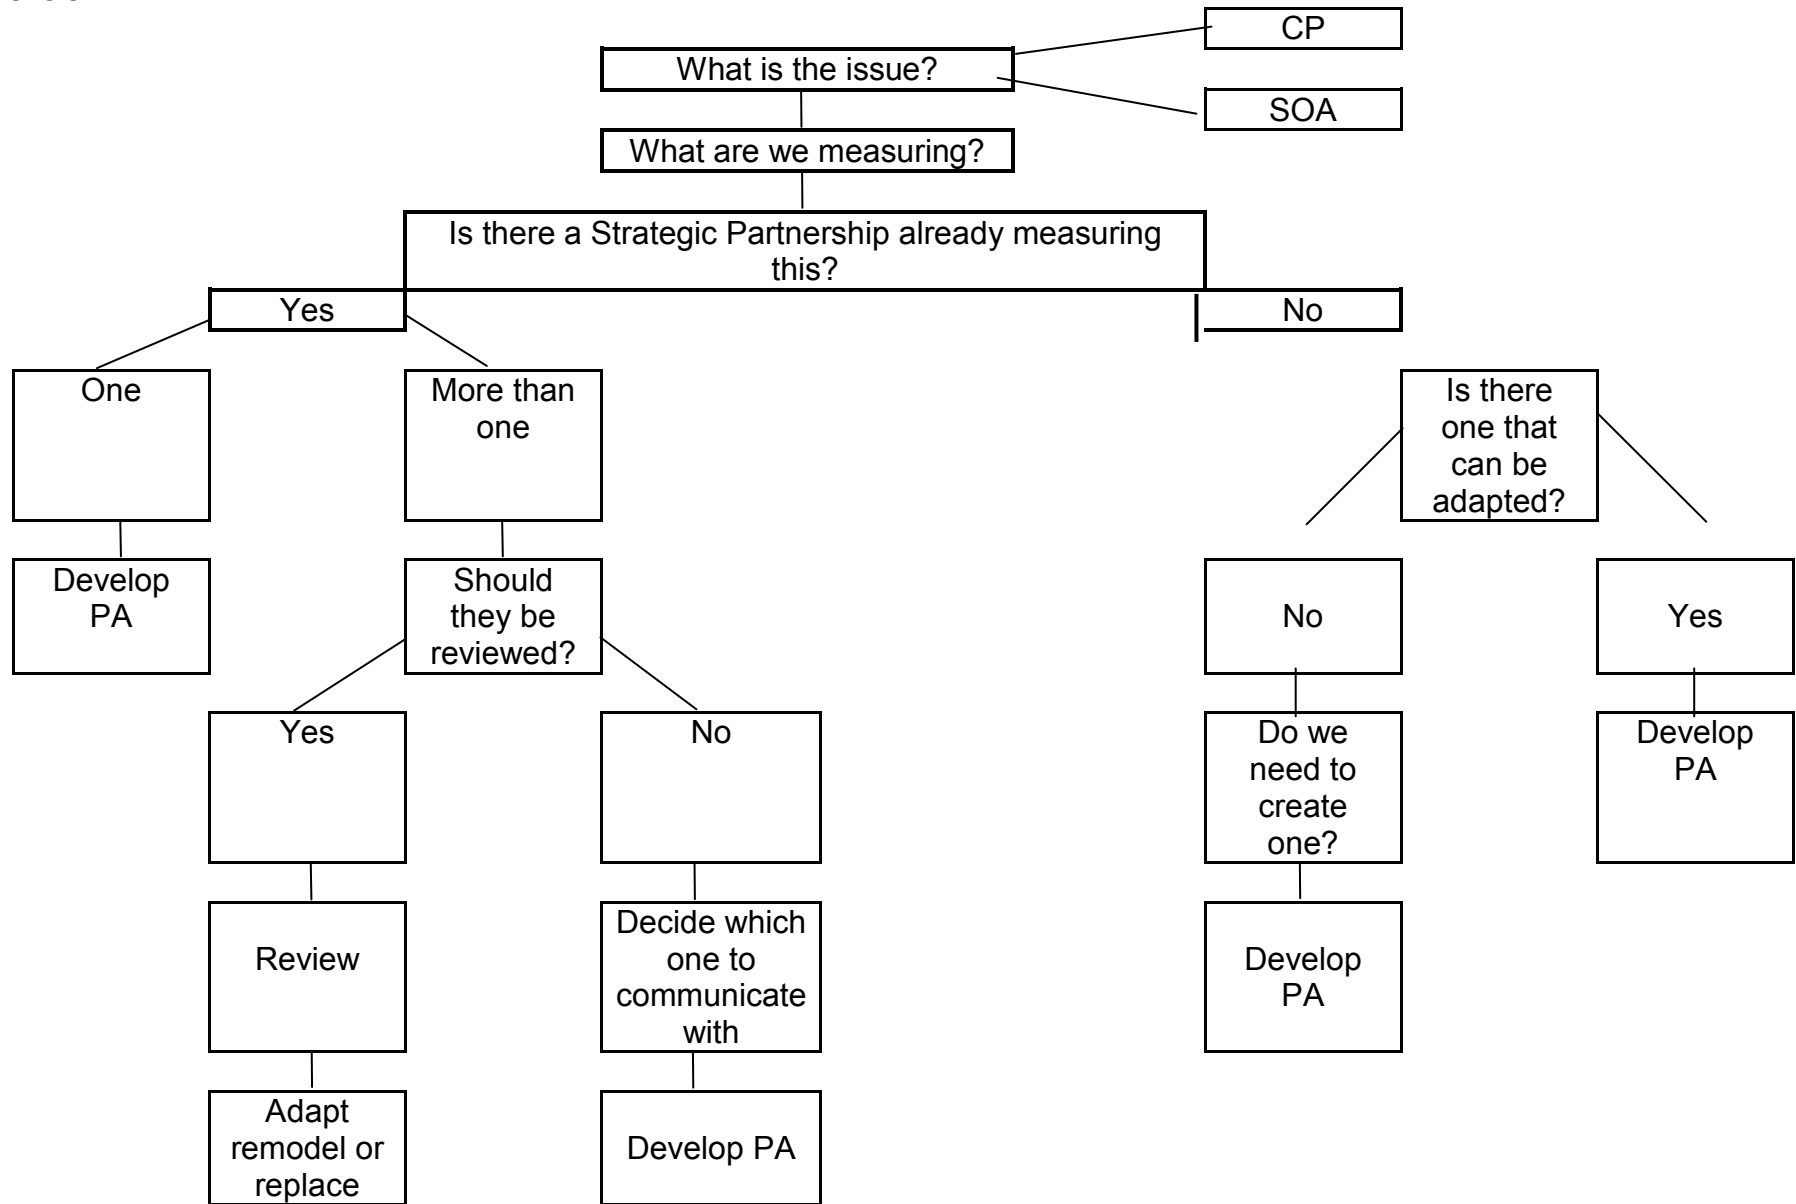 CP
What is the issue?
SOA
What are we measuring?
Is there a Strategic Partnership already measuring
this?
Yes
No
One
More than
one
Is there
one that
can be
adapted?
Develop
PA
Should
they be
reviewed?
No
Yes
Yes
No
Do we
need to
create
one?
Develop
PA
Review
Decide which
one to
communicate
with
Develop
PA
Adapt
remodel or
replace
Develop PA